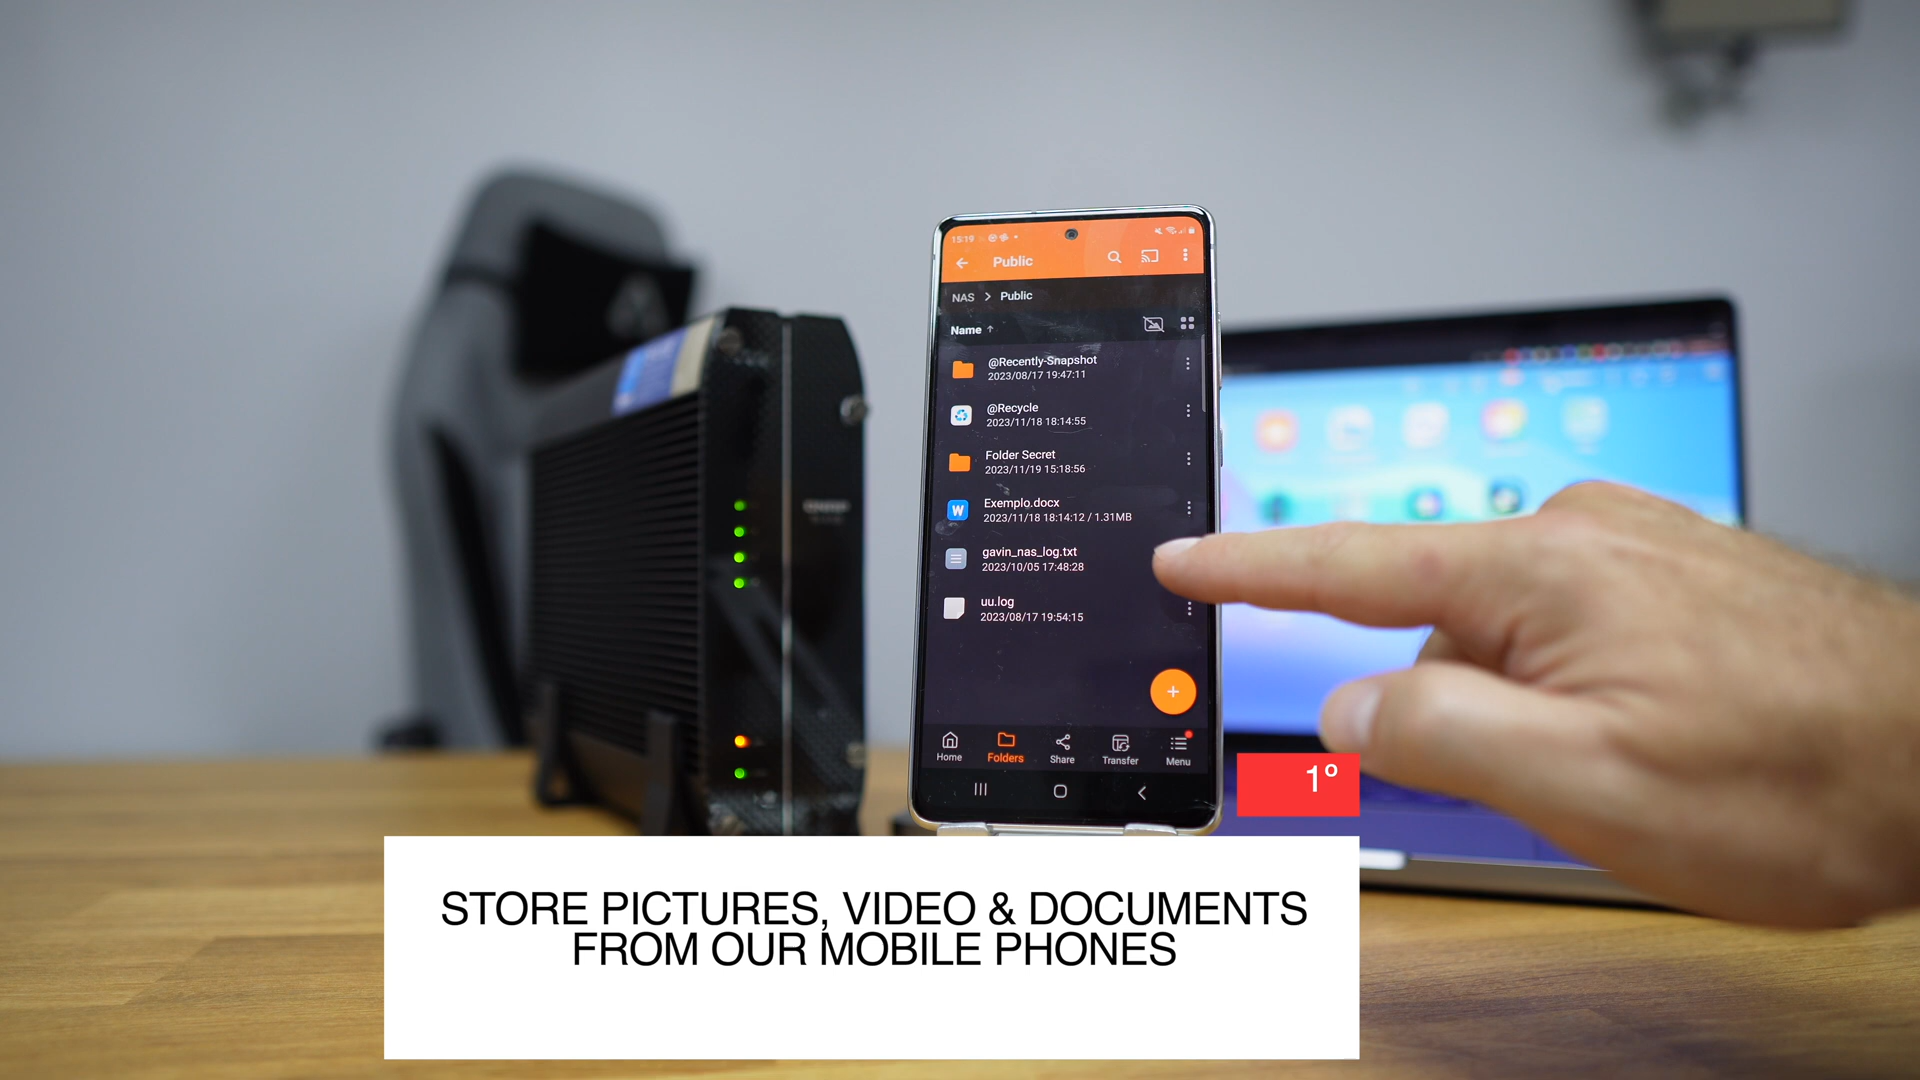 15:19
Public
NAS > Public
Name ↑
@Recently-Snapshot
2023/08/17 19:47:11
@Recycle
2023/11/18 18:14:55
Folder Secret
2023/11/19 15:18:56
W
Exemplo.docx
2023/11/18 18:14:12 / 1.31MB
gavin_nas_log.txt
2023/10/05 17:48:28
uu.log
2023/08/17 19:54:15
+
Home Folders Share Transfer Menu
1º
STORE PICTURES, VIDEO & DOCUMENTS
FROM OUR MOBILE PHONES